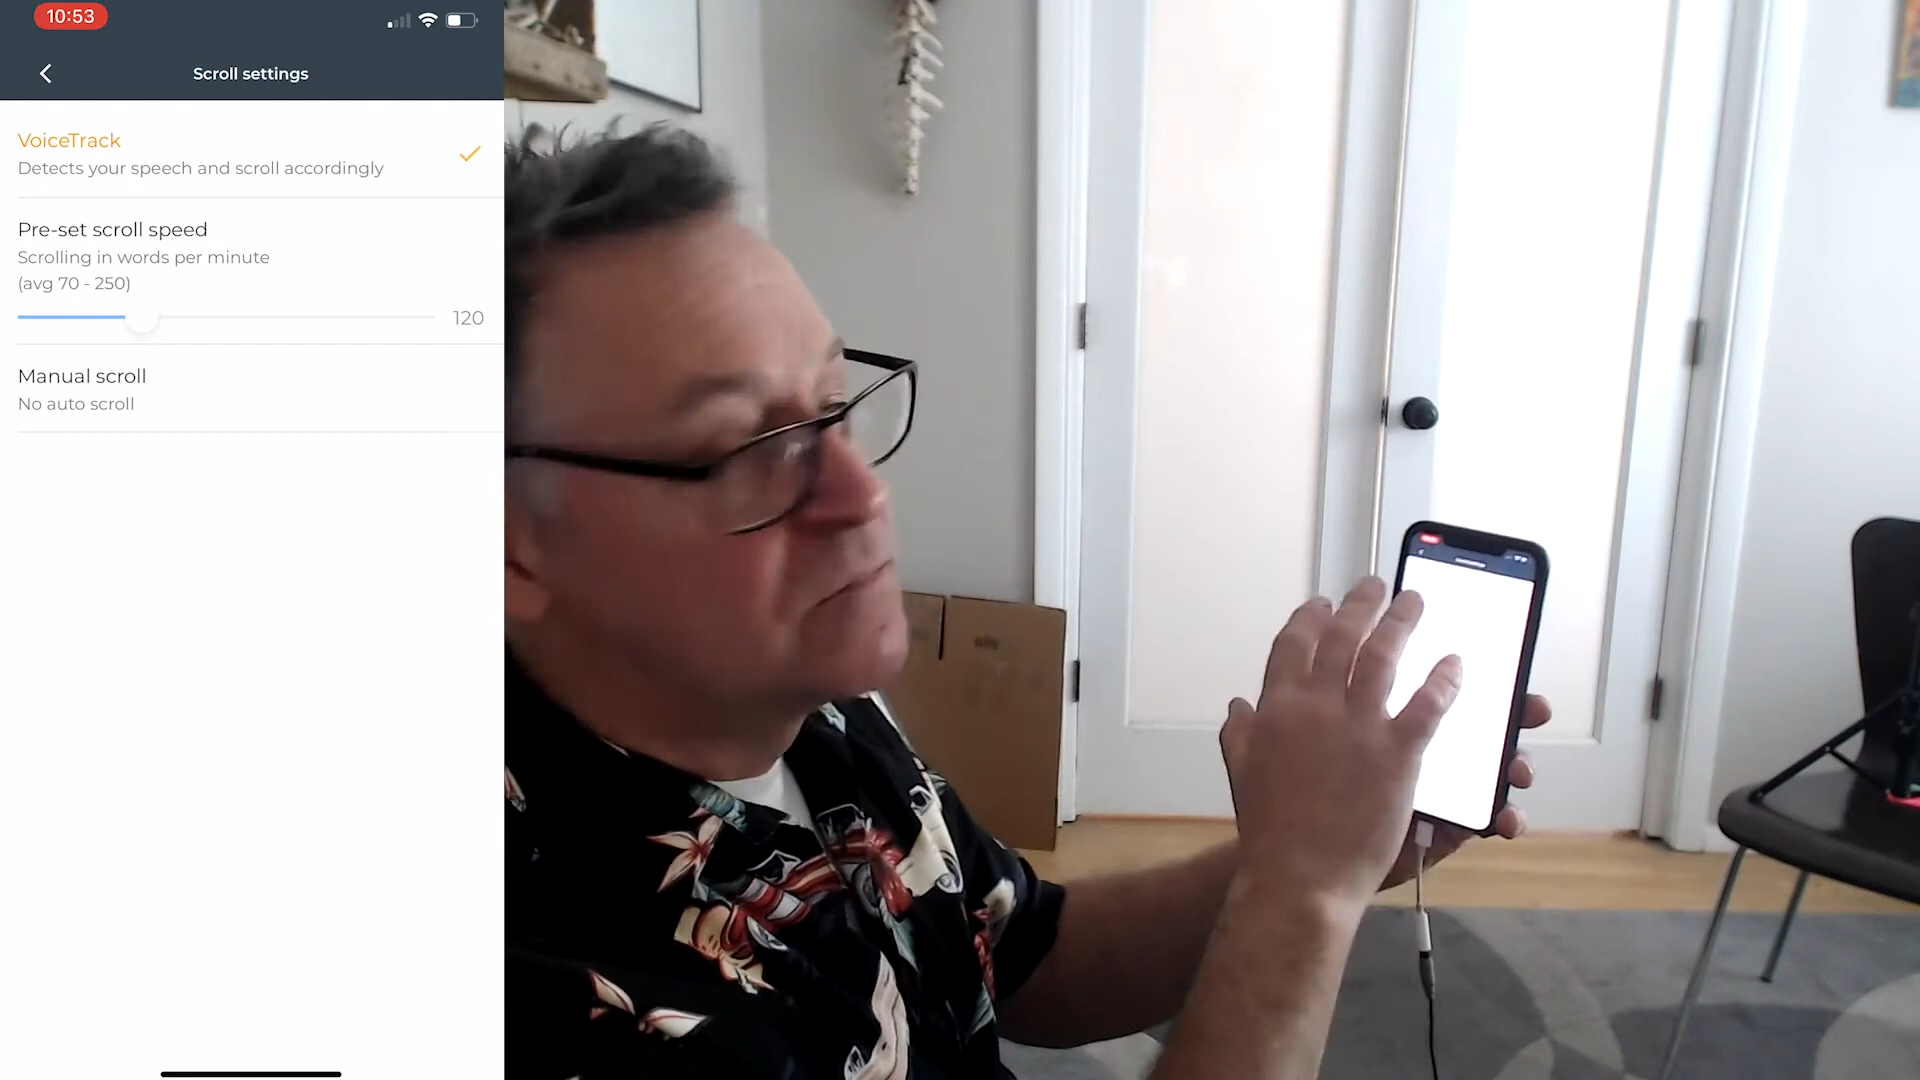 10:53
Scroll settings
VoiceTrack
Detects your speech and scroll accordingly
Pre-set scroll speed
Scrolling in words per minute
(avg 70 - 250)
120
Manual scroll
No auto scroll